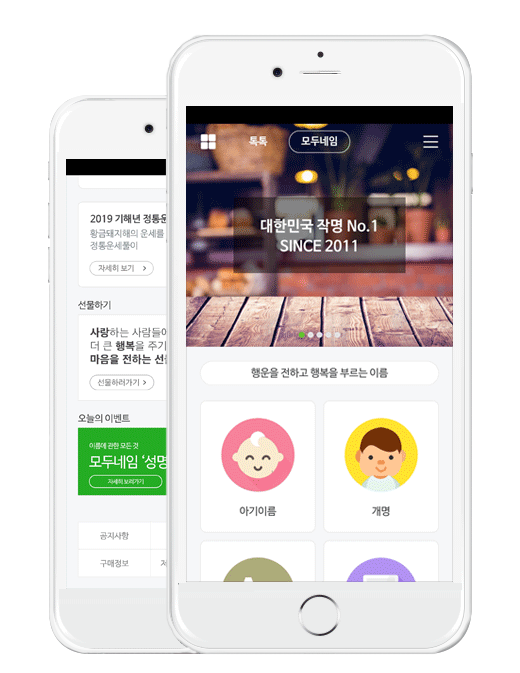 톡톡
모두네임
대한민국 작명 No.1
SINCE 2011
행운을 전하고 행복을 부르는 이름
아기이름
개명
2019 기해년 정통운
황금돼지해의 운세를
정통운세풀이
자세히 보기 >
선물하기
사랑하는 사람들에
더 큰 행복을 주기
마음을 전하는 선
선물하러가기 >
오늘의 이벤트
이름에 관한 모든 것
모두네임 '성명
자세히 보러가기
공지사항
구매정보